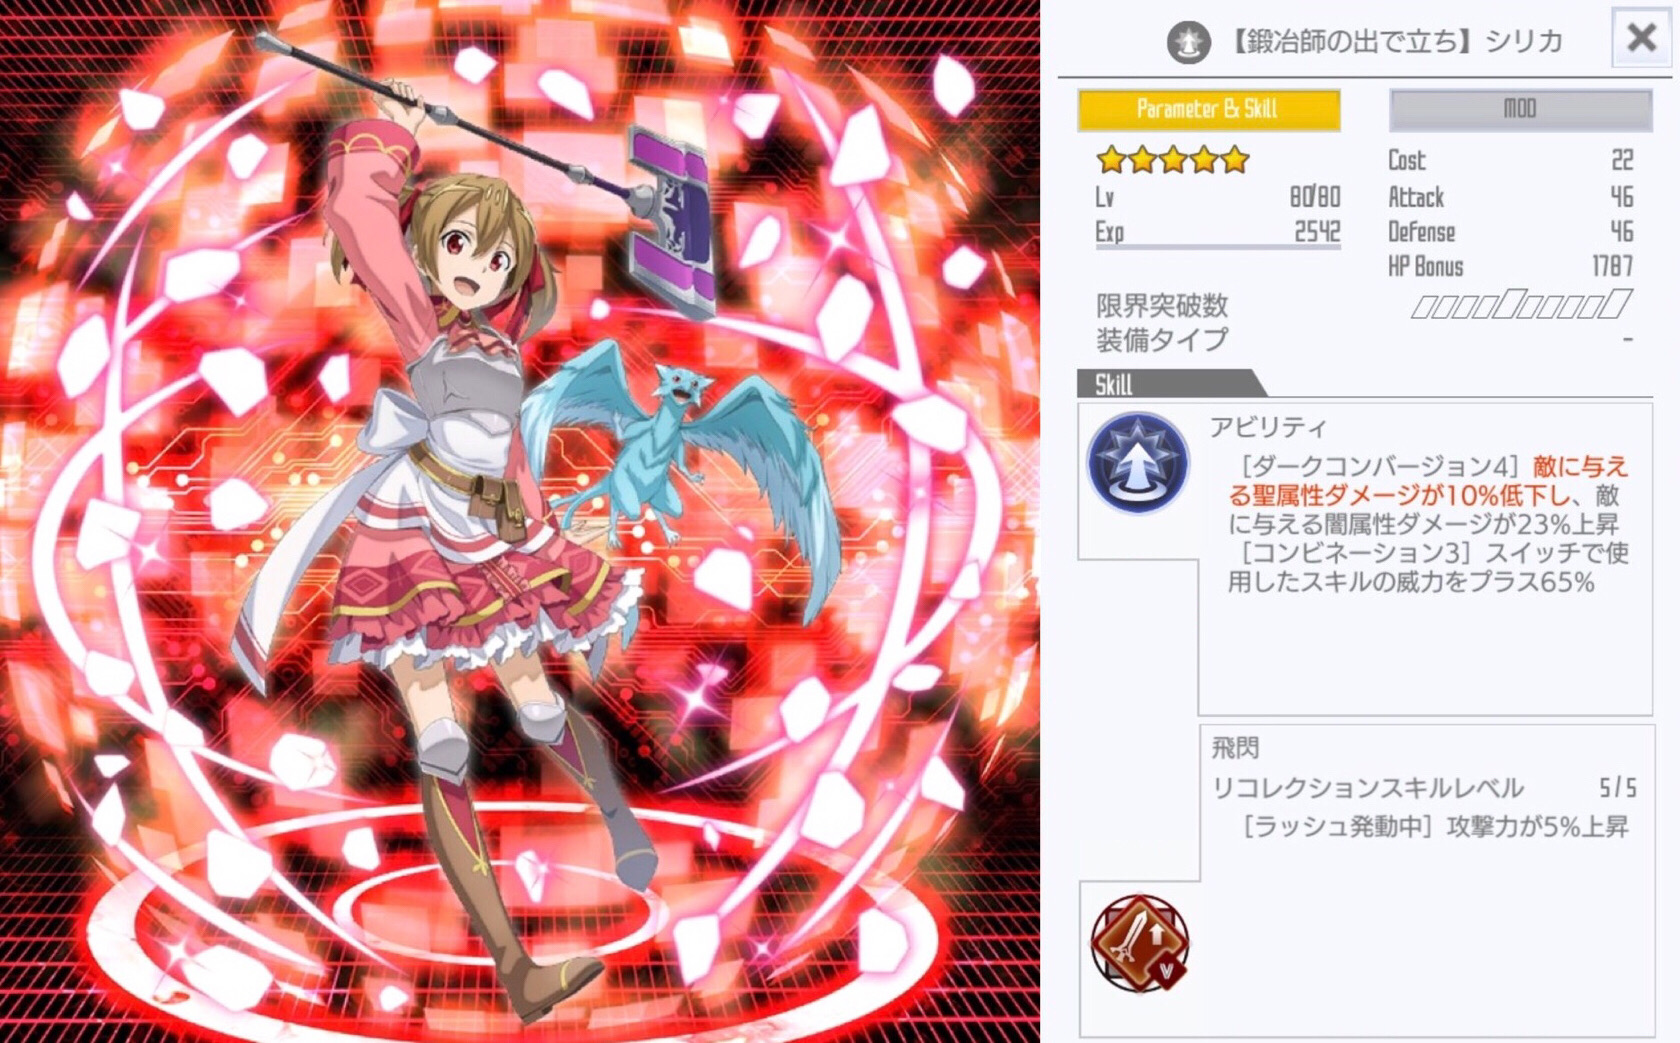 【鍛冶師の出で立ち】シリカ
Parameter & Skill
MOD
Lv 80/80
Exp 2542
Cost 22
Attack 46
Defense 46
HP Bonus 1787
限界突破数
装備タイプ -
Skill
アビリティ
［ダークコンバージョン4］敵に与え
る聖属性ダメージが10%低下し、敵
に与える闇属性ダメージが23%上昇
［コンビネーション3］スイッチで使
用したスキルの威力をプラス65%
飛閃
リコレクションスキルレベル 5/5
［ラッシュ発動中］攻撃力が5%上昇
V